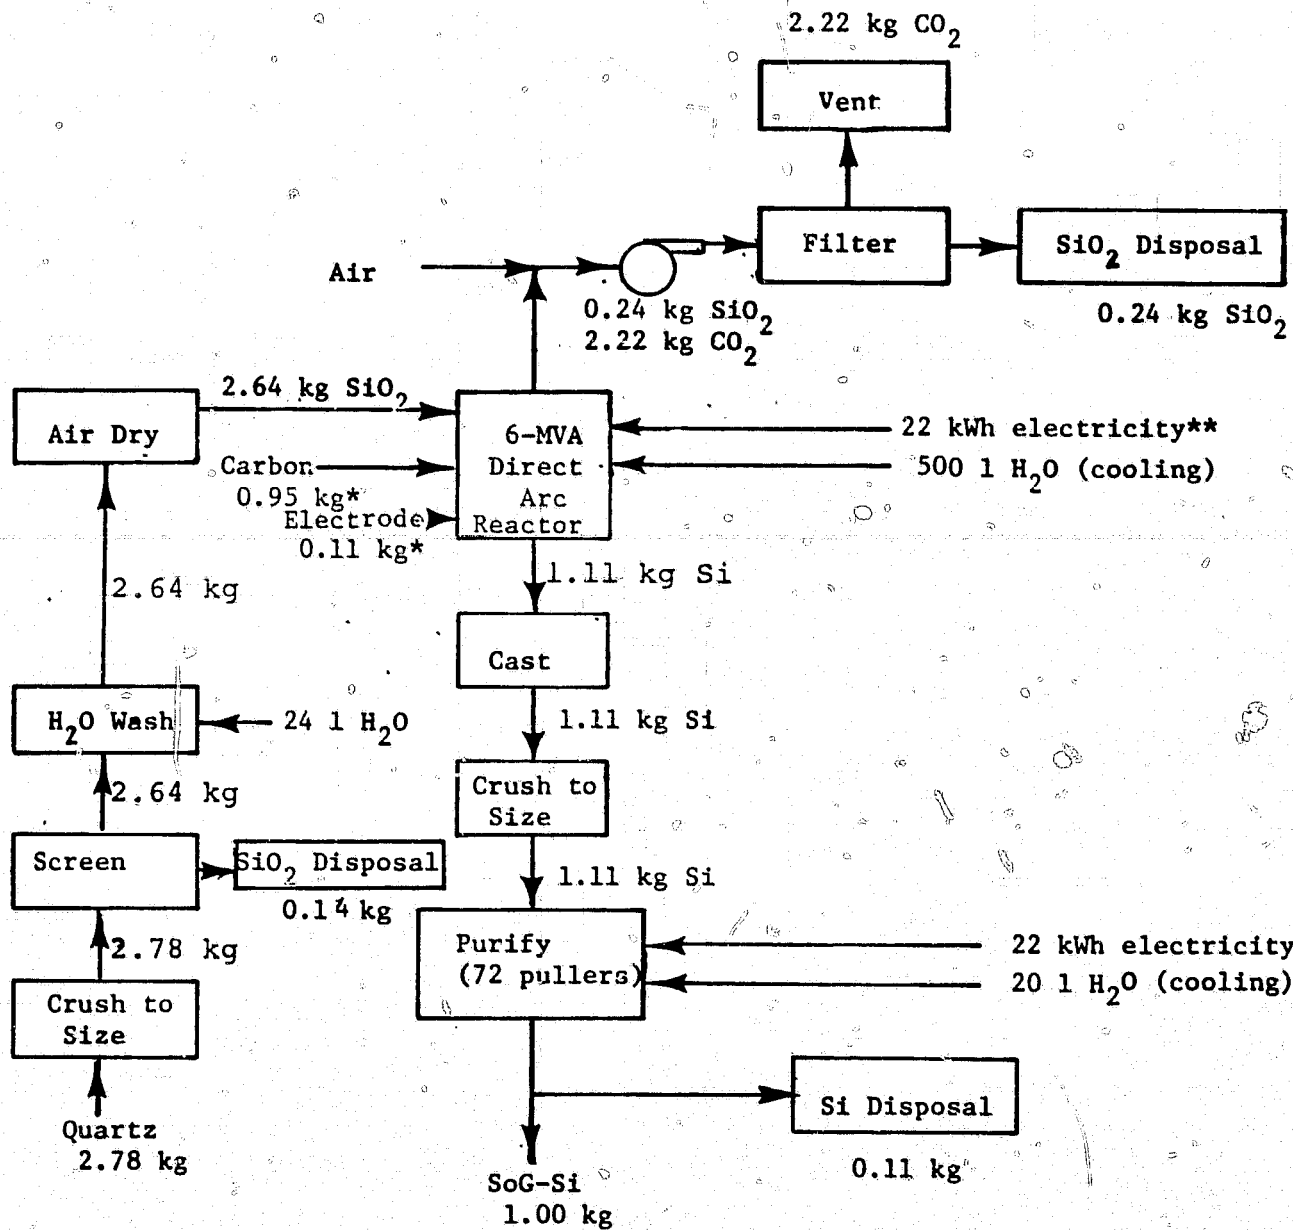 2.22 kg CO2
Vent
Filter
SiO2 Disposal
0.24 kg SiO2
Air
0.24 kg SiO2
2.22 kg CO2
2.64 kg SiO2
Air Dry
Carbon
0.95 kg*
Electrode
0.11 kg*
6-MVA
Direct
Arc
Reactor
22 kWh electricity**
500 l H2O (cooling)
1.11 kg Si
2.64 kg
Cast
1.11 kg Si
H2O Wash
24 l H2O
2.64 kg
Crush to
Size
Screen
SiO2 Disposal
0.14 kg
1.11 kg Si
2.78 kg
Purify
(72 pullers)
22 kWh electricity
20 l H2O (cooling)
Crush to
Size
Quartz
2.78 kg
Si Disposal
0.11 kg
SoG-Si
1.00 kg